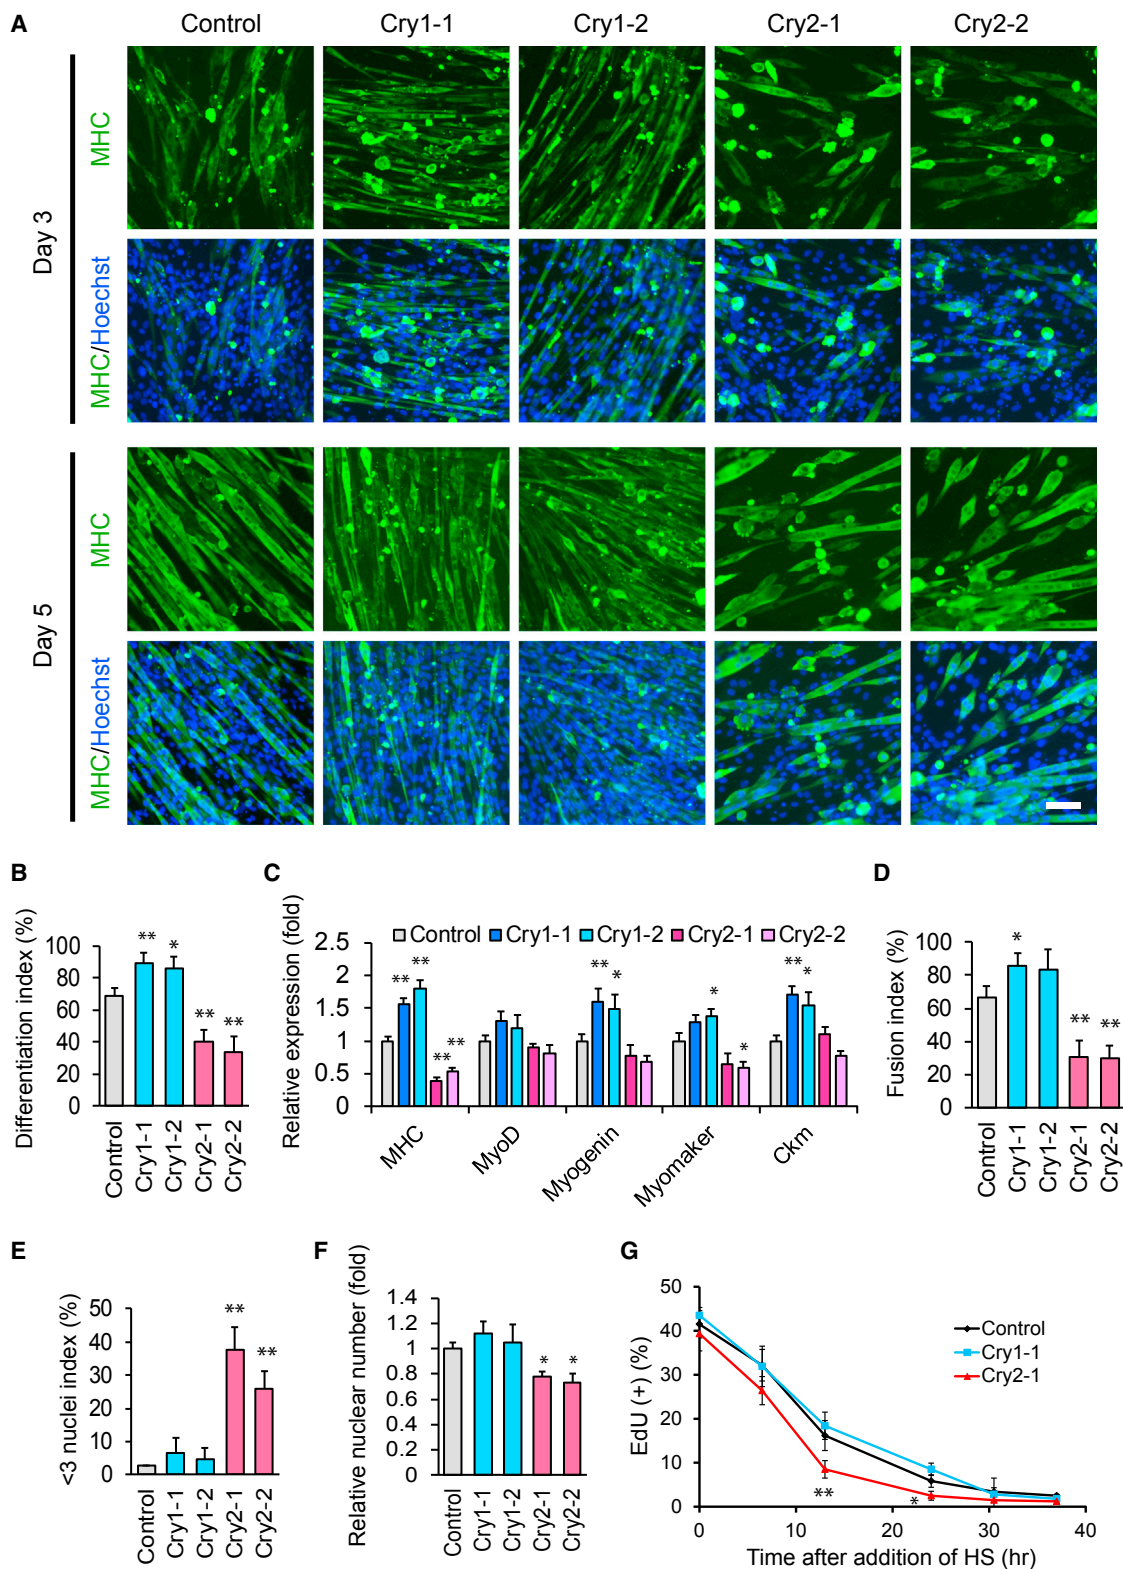 A
Control Cry1-1 Cry1-2 Cry2-1 Cry2-2
Day 3
MHC
MHC/Hoechst
Day 5
MHC
MHC/Hoechst
B
Differentiation index (%)
100
80
60
40
20
0
** * ** **
Control Cry1-1 Cry1-2 Cry2-1 Cry2-2
C
Relative expression (fold)
Control Cry1-1 Cry1-2 Cry2-1 Cry2-2
2.5
2
1.5
1
0.5
0
** ** ** ** ** * * * ** *
MHC MyoD Myogenin Myomaker Ckm
D
Fusion index (%)
100
80
60
40
20
0
* ** **
Control Cry1-1 Cry1-2 Cry2-1 Cry2-2
E
<3 nuclei index (%)
50
40
30
20
10
0
** **
Control Cry1-1 Cry1-2 Cry2-1 Cry2-2
F
Relative nuclear number (fold)
1.4
1.2
1
0.8
0.6
0.4
0.2
0
* *
Control Cry1-1 Cry1-2 Cry2-1 Cry2-2
G
EdU (+) (%)
50
40
30
20
10
0
Control
Cry1-1
Cry2-1
** *
0 10 20 30 40
Time after addition of HS (hr)